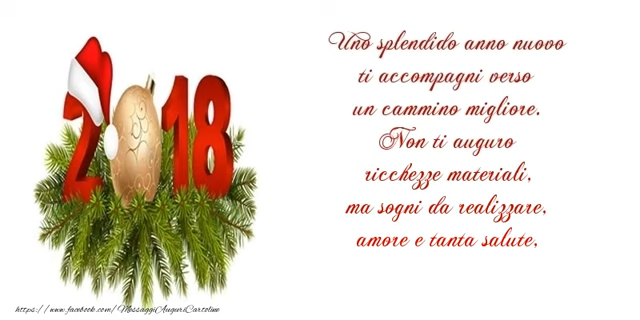 2018
Uno splendido anno nuovo
ti accompagni verso
un cammino migliore.
Non ti auguro
ricchezze materiali,
ma sogni da realizzare,
amore e tanta salute,
https://www.facebook.com/MessaggiAuguriCartoline